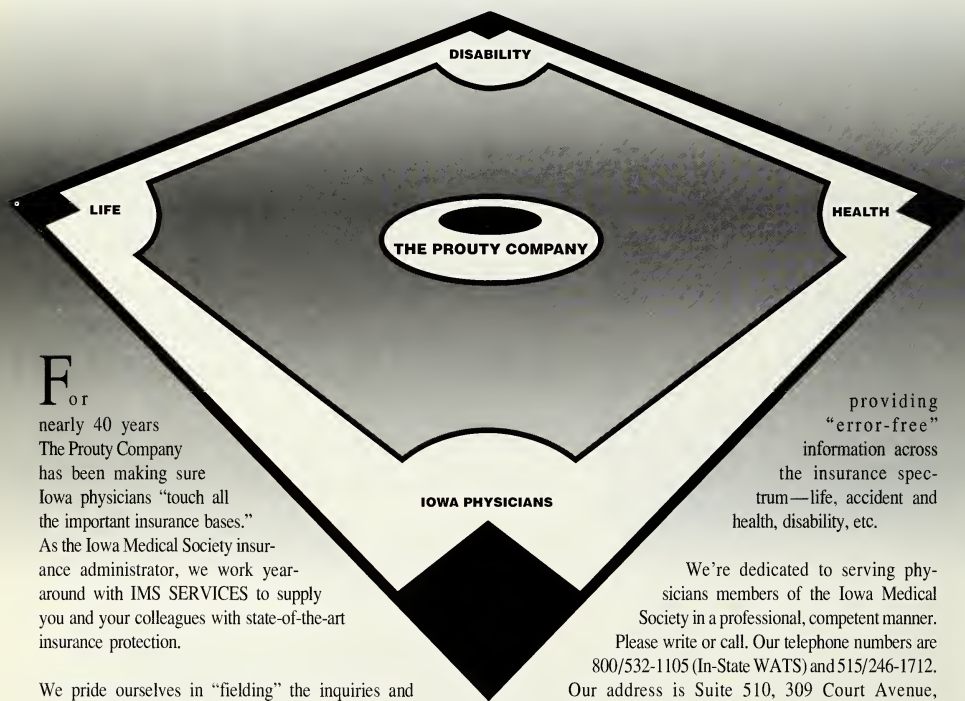 DISABILITY
LIFE
HEALTH
THE PROUTY COMPANY
IOWA PHYSICIANS
For
nearly 40 years
The Prouty Company
has been making sure
Iowa physicians “touch all
the important insurance bases.”
As the Iowa Medical Society insur-
ance administrator, we work year-
around with IMS SERVICES to supply
you and your colleagues with state-of-the-art
insurance protection.
We pride ourselves in “fielding” the inquiries and
providing
“error-free”
information across
the insurance spec-
trum—life, accident and
health, disability, etc.
We're dedicated to serving phy-
sicians members of the Iowa Medical
Society in a professional, competent manner.
Please write or call. Our telephone numbers are
800/532-1105 (In-State WATS) and 515/246-1712.
Our address is Suite 510, 309 Court Avenue,